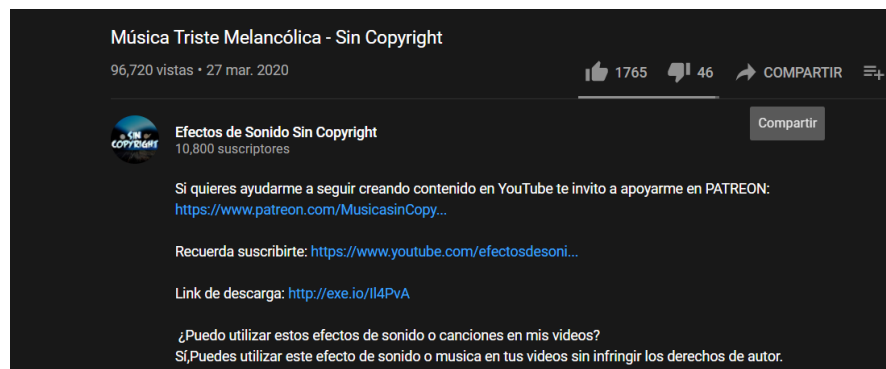 Música Triste Melancólica - Sin Copyright
96,720 vistas • 27 mar. 2020
1765 46 COMPARTIR
Compartir
SIN COPYRIGHT
Efectos de Sonido Sin Copyright
10,800 suscriptores
Si quieres ayudarme a seguir creando contenido en YouTube te invito a apoyarme en PATREON:
https://www.patreon.com/MusicasinCopy...
Recuerda suscribirte: https://www.youtube.com/efectosdesoni...
Link de descarga: http://exe.io/Il4PvA
¿Puedo utilizar estos efectos de sonido o canciones en mis videos?
Sí,Puedes utilizar este efecto de sonido o musica en tus videos sin infringir los derechos de autor.